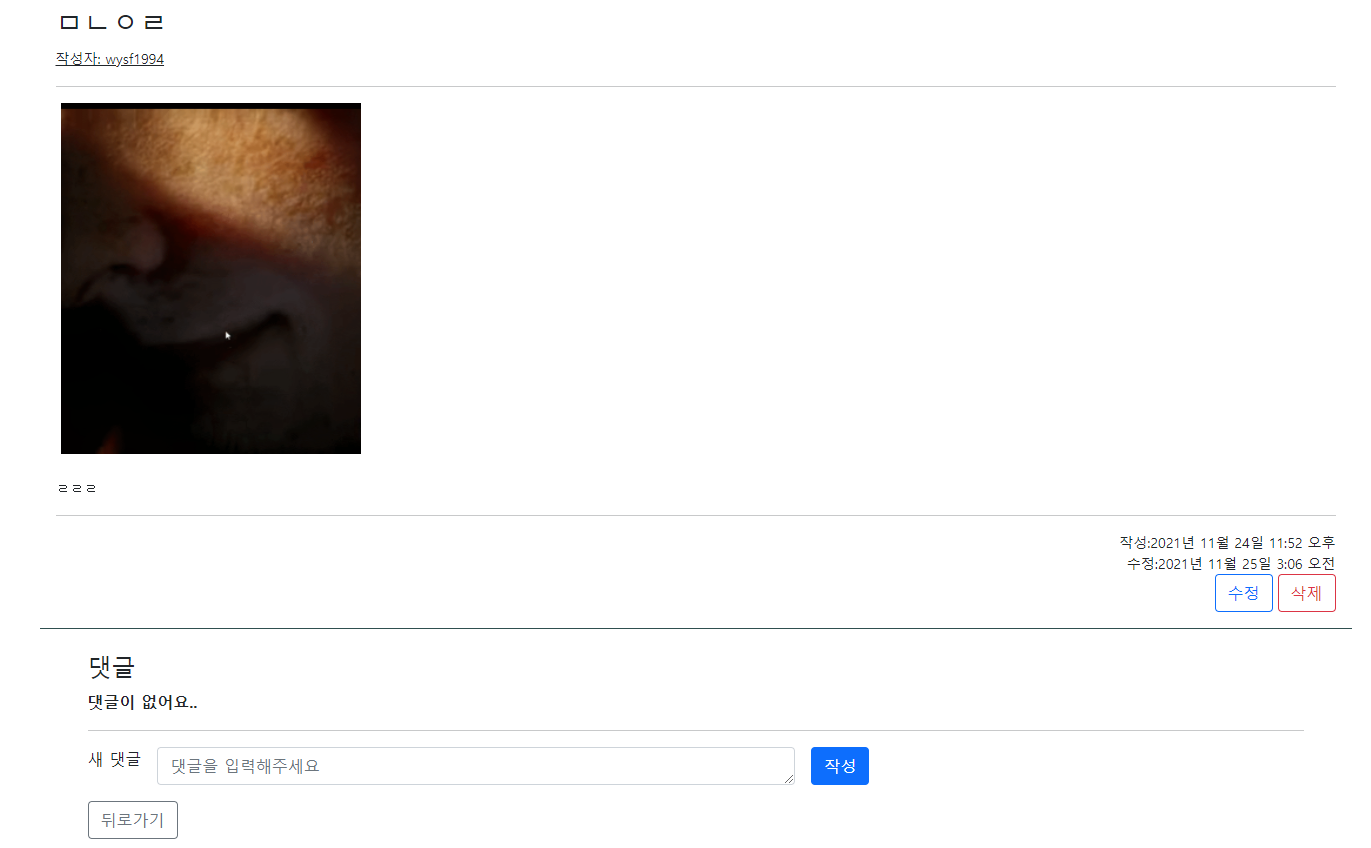 ㅁㄴㅇㄹ
작성자: wysf1994
ㄹㄹㄹ
작성:2021년 11월 24일 11:52 오후
수정:2021년 11월 25일 3:06 오전
수정 삭제
댓글
댓글이 없어요..
새 댓글 댓글을 입력해주세요 작성
뒤로가기